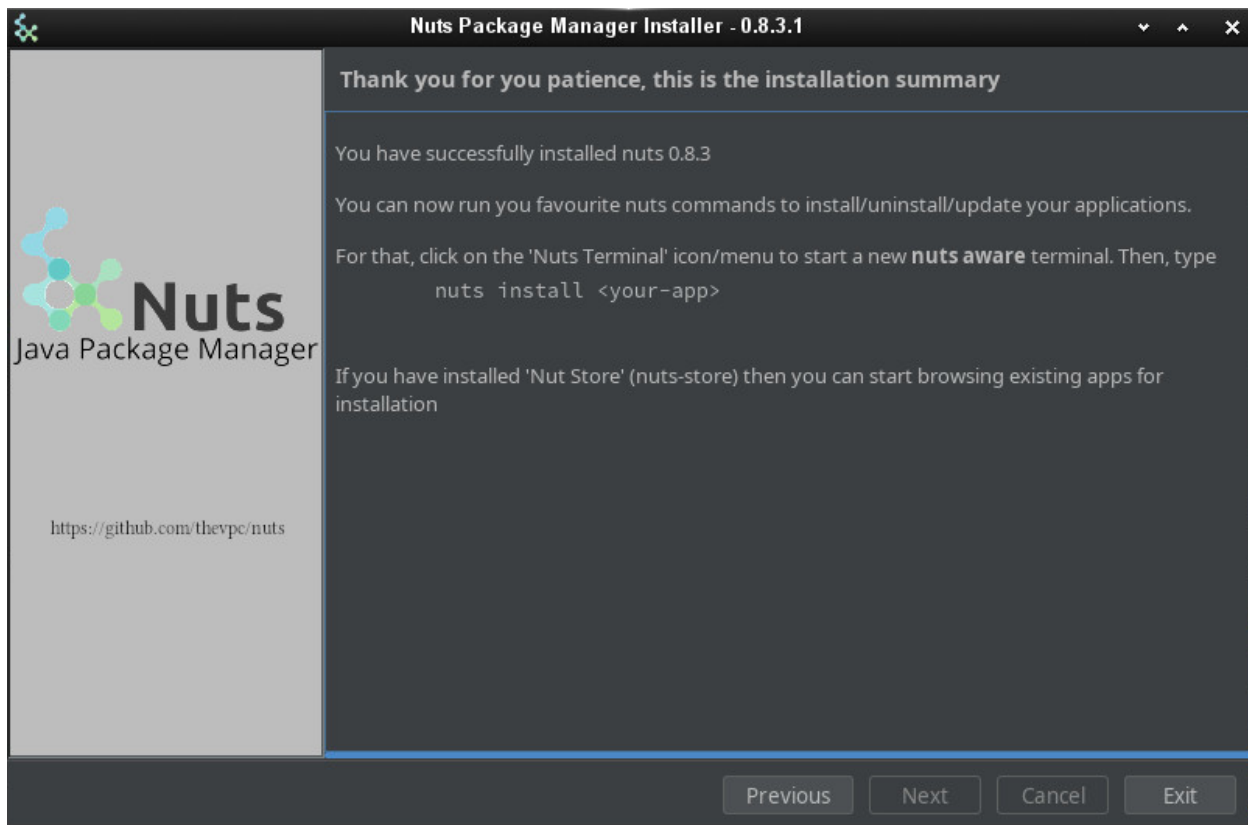 Nuts Package Manager Installer - 0.8.3.1
Thank you for you patience, this is the installation summary
You have successfully installed nuts 0.8.3
You can now run you favourite nuts commands to install/uninstall/update your applications.
For that, click on the 'Nuts Terminal' icon/menu to start a new nuts aware terminal. Then, type
nuts install <your-app>
If you have installed 'Nut Store' (nuts-store) then you can start browsing existing apps for
installation
Nuts
Java Package Manager
https://github.com/thevpc/nuts
Previous
Next
Cancel
Exit